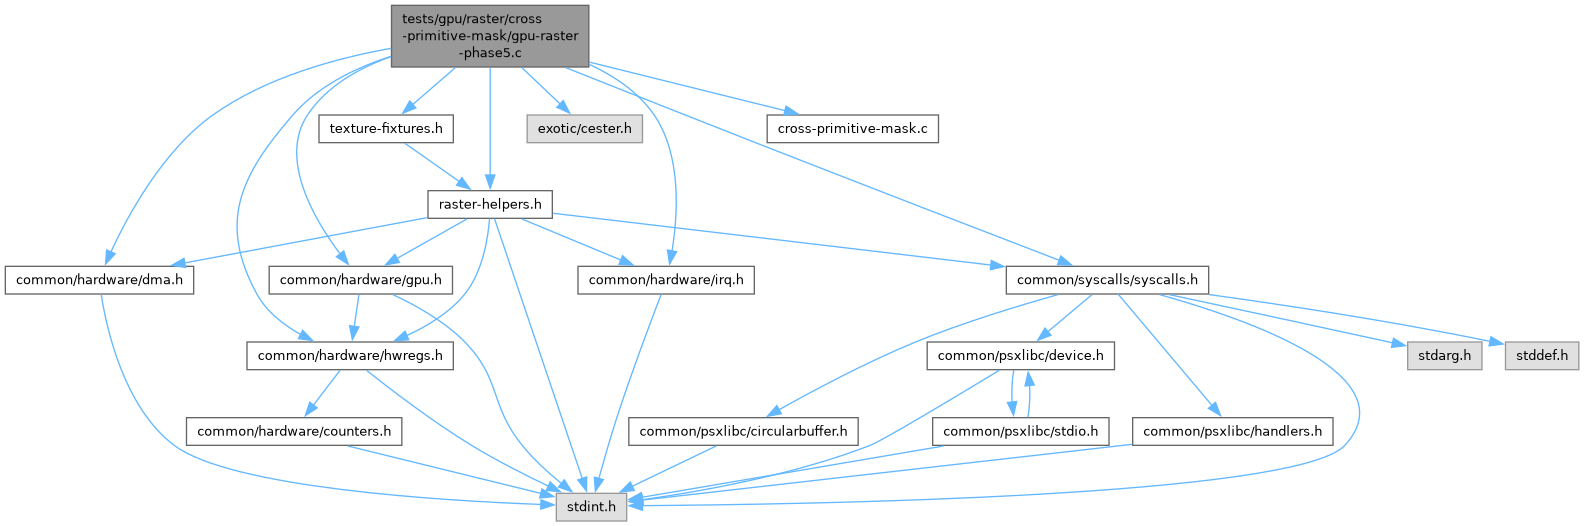 tests/gpu/raster/cross
-primitive-mask/gpu-raster
-phase5.c
texture-fixtures.h
exotic/cester.h
cross-primitive-mask.c
raster-helpers.h
common/hardware/dma.h
common/hardware/gpu.h
common/hardware/irq.h
common/syscalls/syscalls.h
common/hardware/hwregs.h
common/psxlibc/device.h
stdarg.h
stddef.h
common/hardware/counters.h
common/psxlibc/circularbuffer.h
common/psxlibc/stdio.h
common/psxlibc/handlers.h
stdint.h